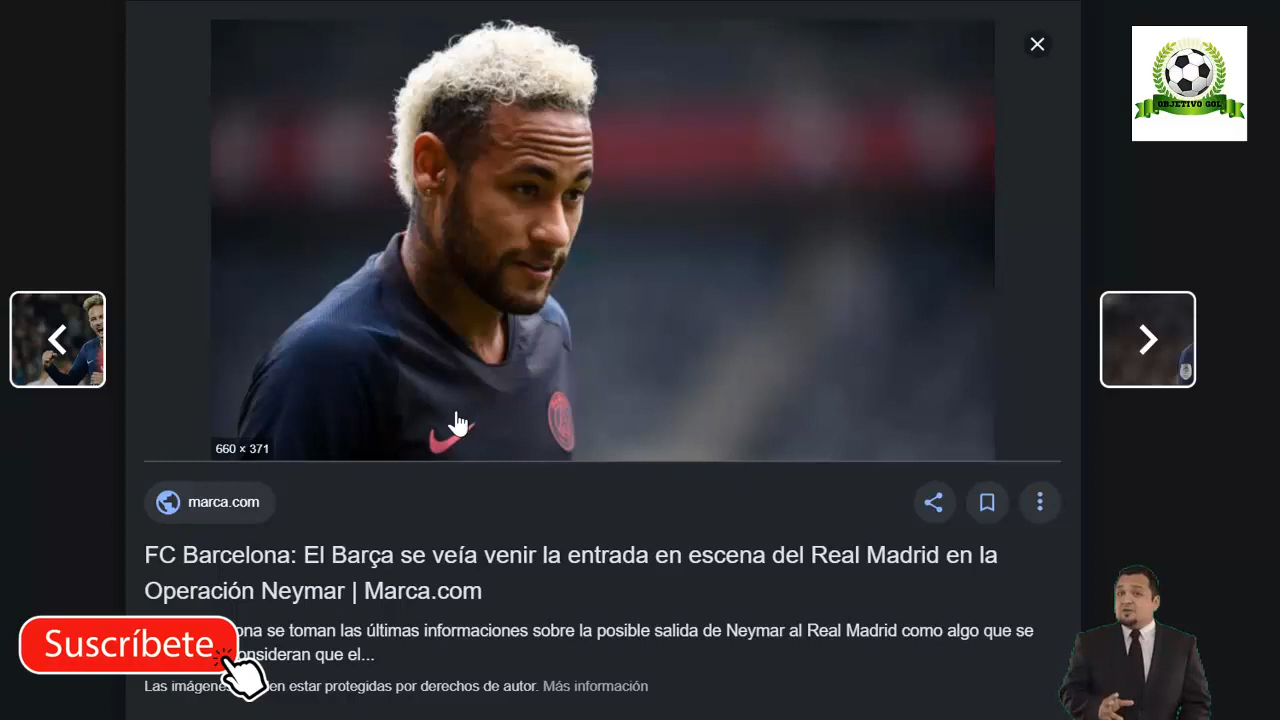 OBJETIVO GOL
660 × 371
marca.com
FC Barcelona: El Barça se veía venir la entrada en escena del Real Madrid en la
Operación Neymar | Marca.com
ona se toman las últimas informaciones sobre la posible salida de Neymar al Real Madrid como algo que se
onsideran que el...
Suscríbete
Las imágene en estar protegidas por derechos de autor. Más información